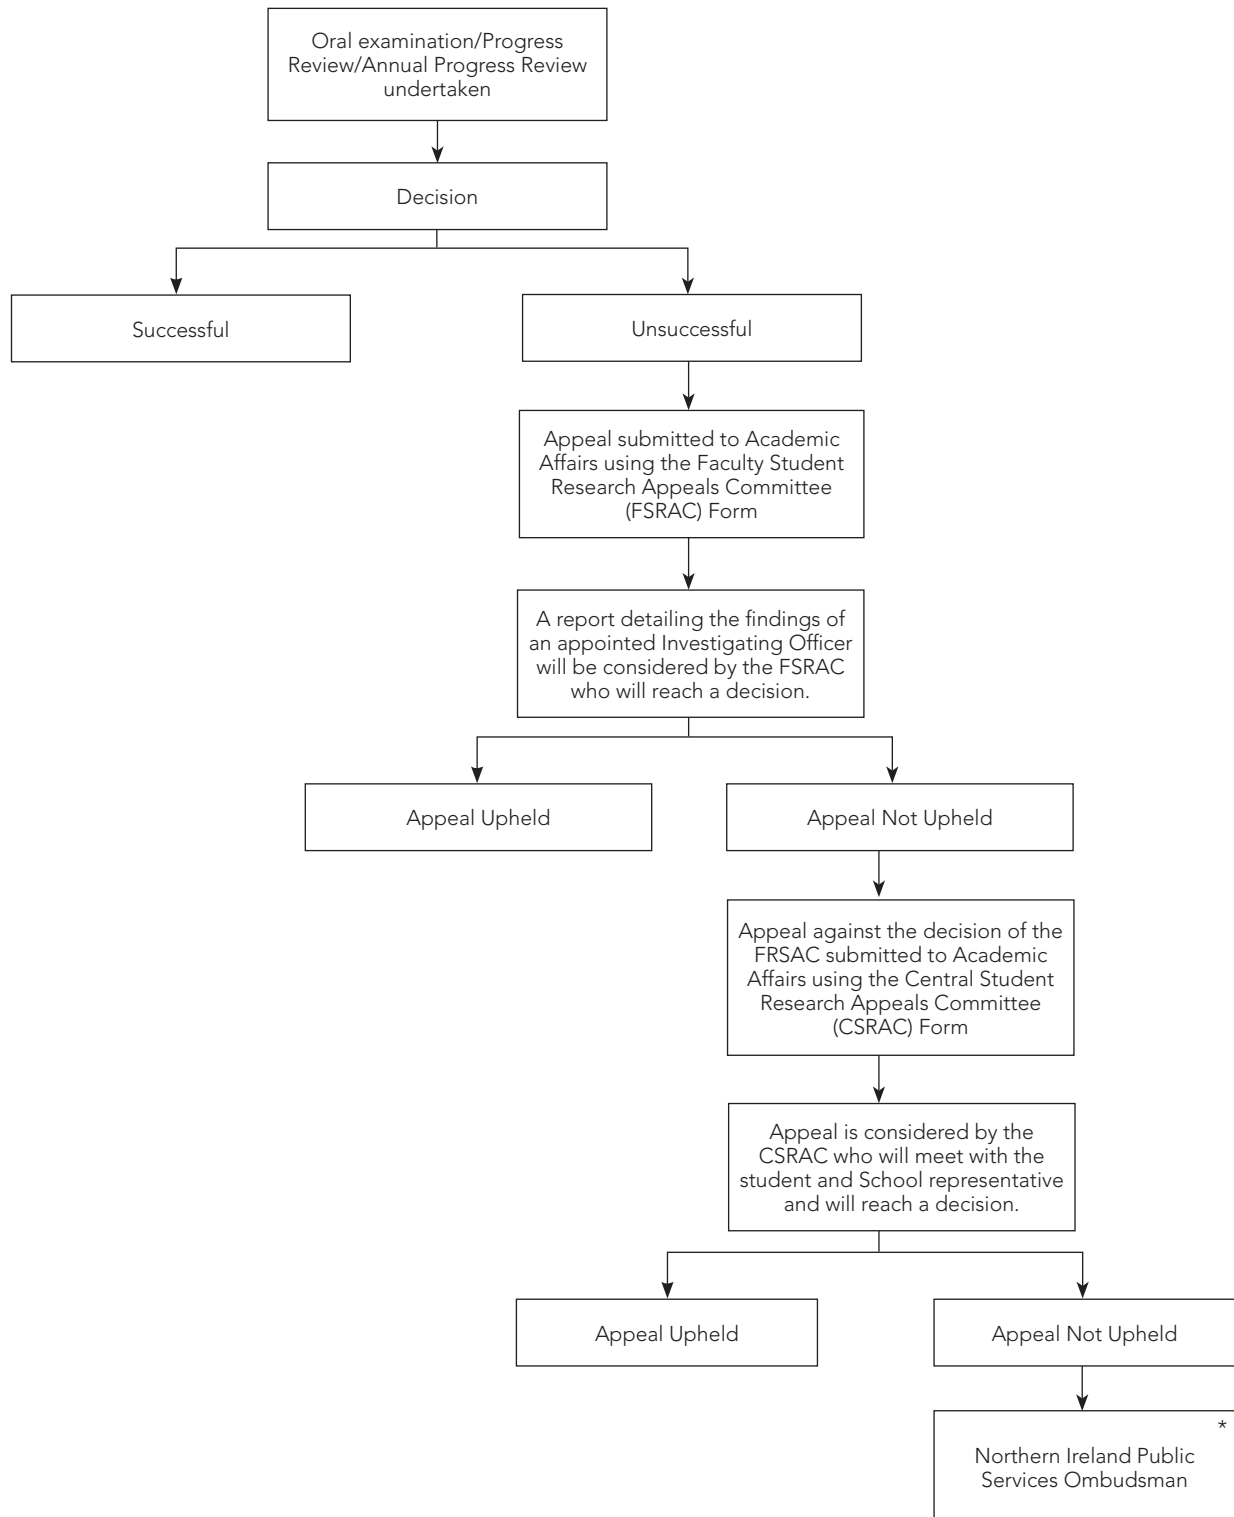 Oral examination/Progress
Review/Annual Progress Review
undertaken
Decision
Successful
Unsuccessful
Appeal submitted to Academic
Affairs using the Faculty Student
Research Appeals Committee
(FSRAC) Form
A report detailing the findings of
an appointed Investigating Officer
will be considered by the FSRAC
who will reach a decision.
Appeal Upheld
Appeal Not Upheld
Appeal against the decision of the
FRSAC submitted to Academic
Affairs using the Central Student
Research Appeals Committee
(CSRAC) Form
Appeal is considered by the
CSRAC who will meet with the
student and School representative
and will reach a decision.
Appeal Upheld
Appeal Not Upheld
*
Northern Ireland Public
Services Ombudsman